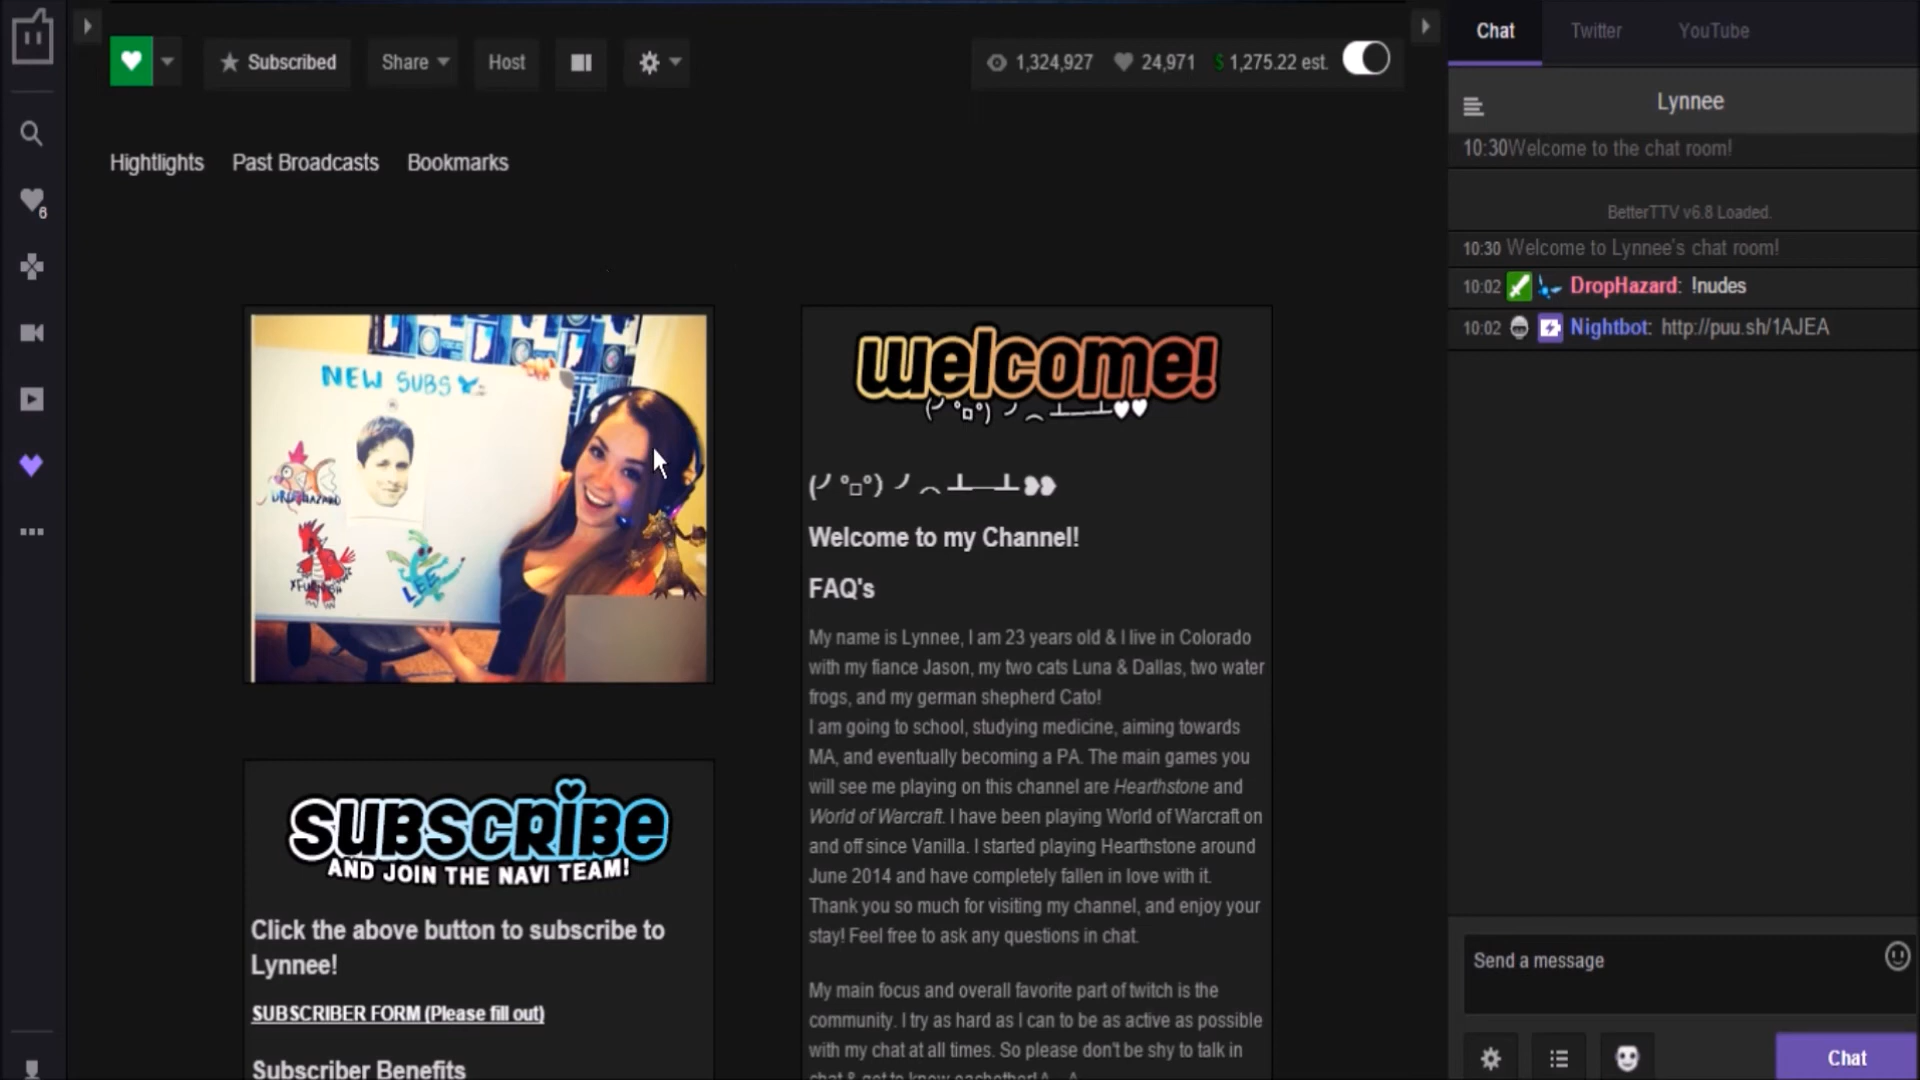 Subscribed
Share
Host
1,324,927
24,971
$ 1,275.22 est.
Hightlights
Past Broadcasts
Bookmarks
6
NEW SUBS
XFURNISH
LEE
SUBSCRIBE
AND JOIN THE NAVI TEAM!
Click the above button to subscribe to
Lynnee!
SUBSCRIBER FORM (Please fill out)
Subscriber Benefits
welcome!
(╯°□°)╯︵┻━┻♥♥
(╯°□°)╯︵ ┻━┻❥❥
Welcome to my Channel!
FAQ's
My name is Lynnee, I am 23 years old & I live in Colorado
with my fiance Jason, my two cats Luna & Dallas, two water
frogs, and my german shepherd Cato!
I am going to school, studying medicine, aiming towards
MA, and eventually becoming a PA. The main games you
will see me playing on this channel are Hearthstone and
World of Warcraft. I have been playing World of Warcraft on
and off since Vanilla. I started playing Hearthstone around
June 2014 and have completely fallen in love with it.
Thank you so much for visiting my channel, and enjoy your
stay! Feel free to ask any questions in chat.
My main focus and overall favorite part of twitch is the
community. I try as hard as I can to be as active as possible
with my chat at all times. So please don't be shy to talk in
chat & get to know eachother! ^_^
Chat
Twitter
YouTube
Lynnee
10:30Welcome to the chat room!
BetterTTV v6.8 Loaded.
10:30 Welcome to Lynnee's chat room!
10:02 DropHazard: !nudes
10:02 Nightbot: http://puu.sh/1AJEA
Send a message
Chat